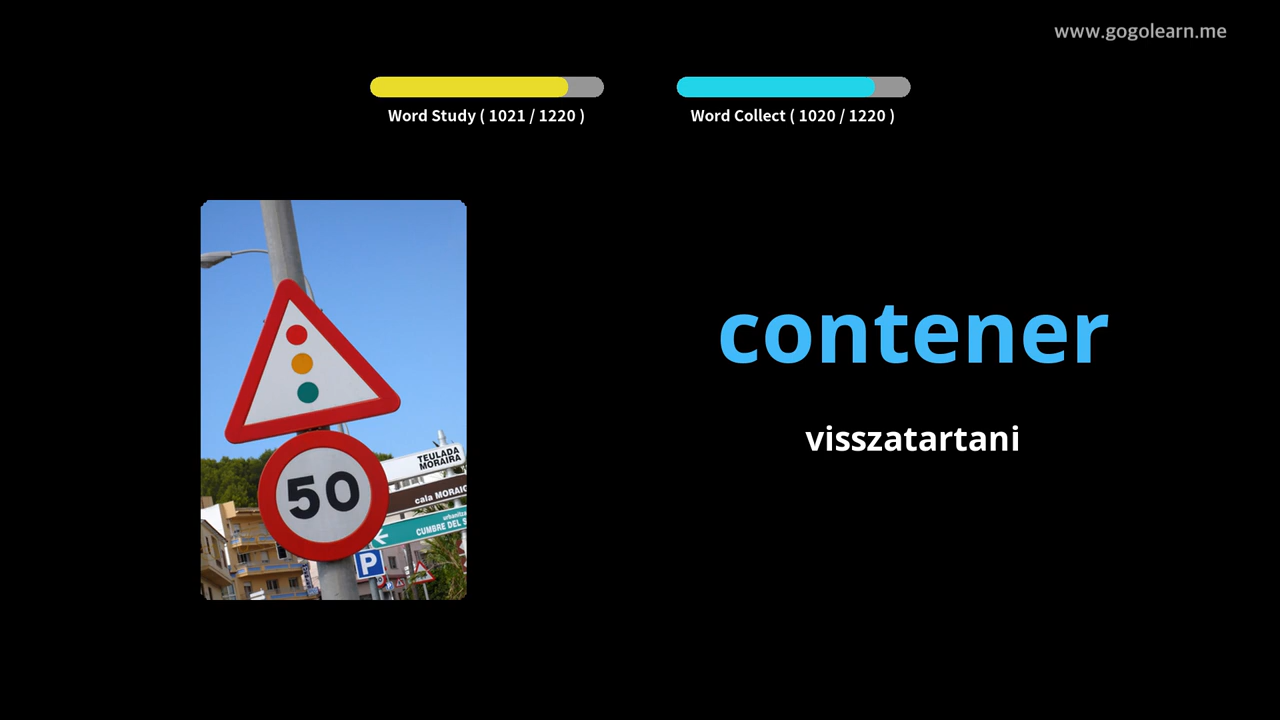 www.gogolearn.me
Word Study ( 1021 / 1220 )
Word Collect ( 1020 / 1220 )
contener
visszatartani
50
TEULADA
MORAIRA
cala
CUMBRE DEL
P